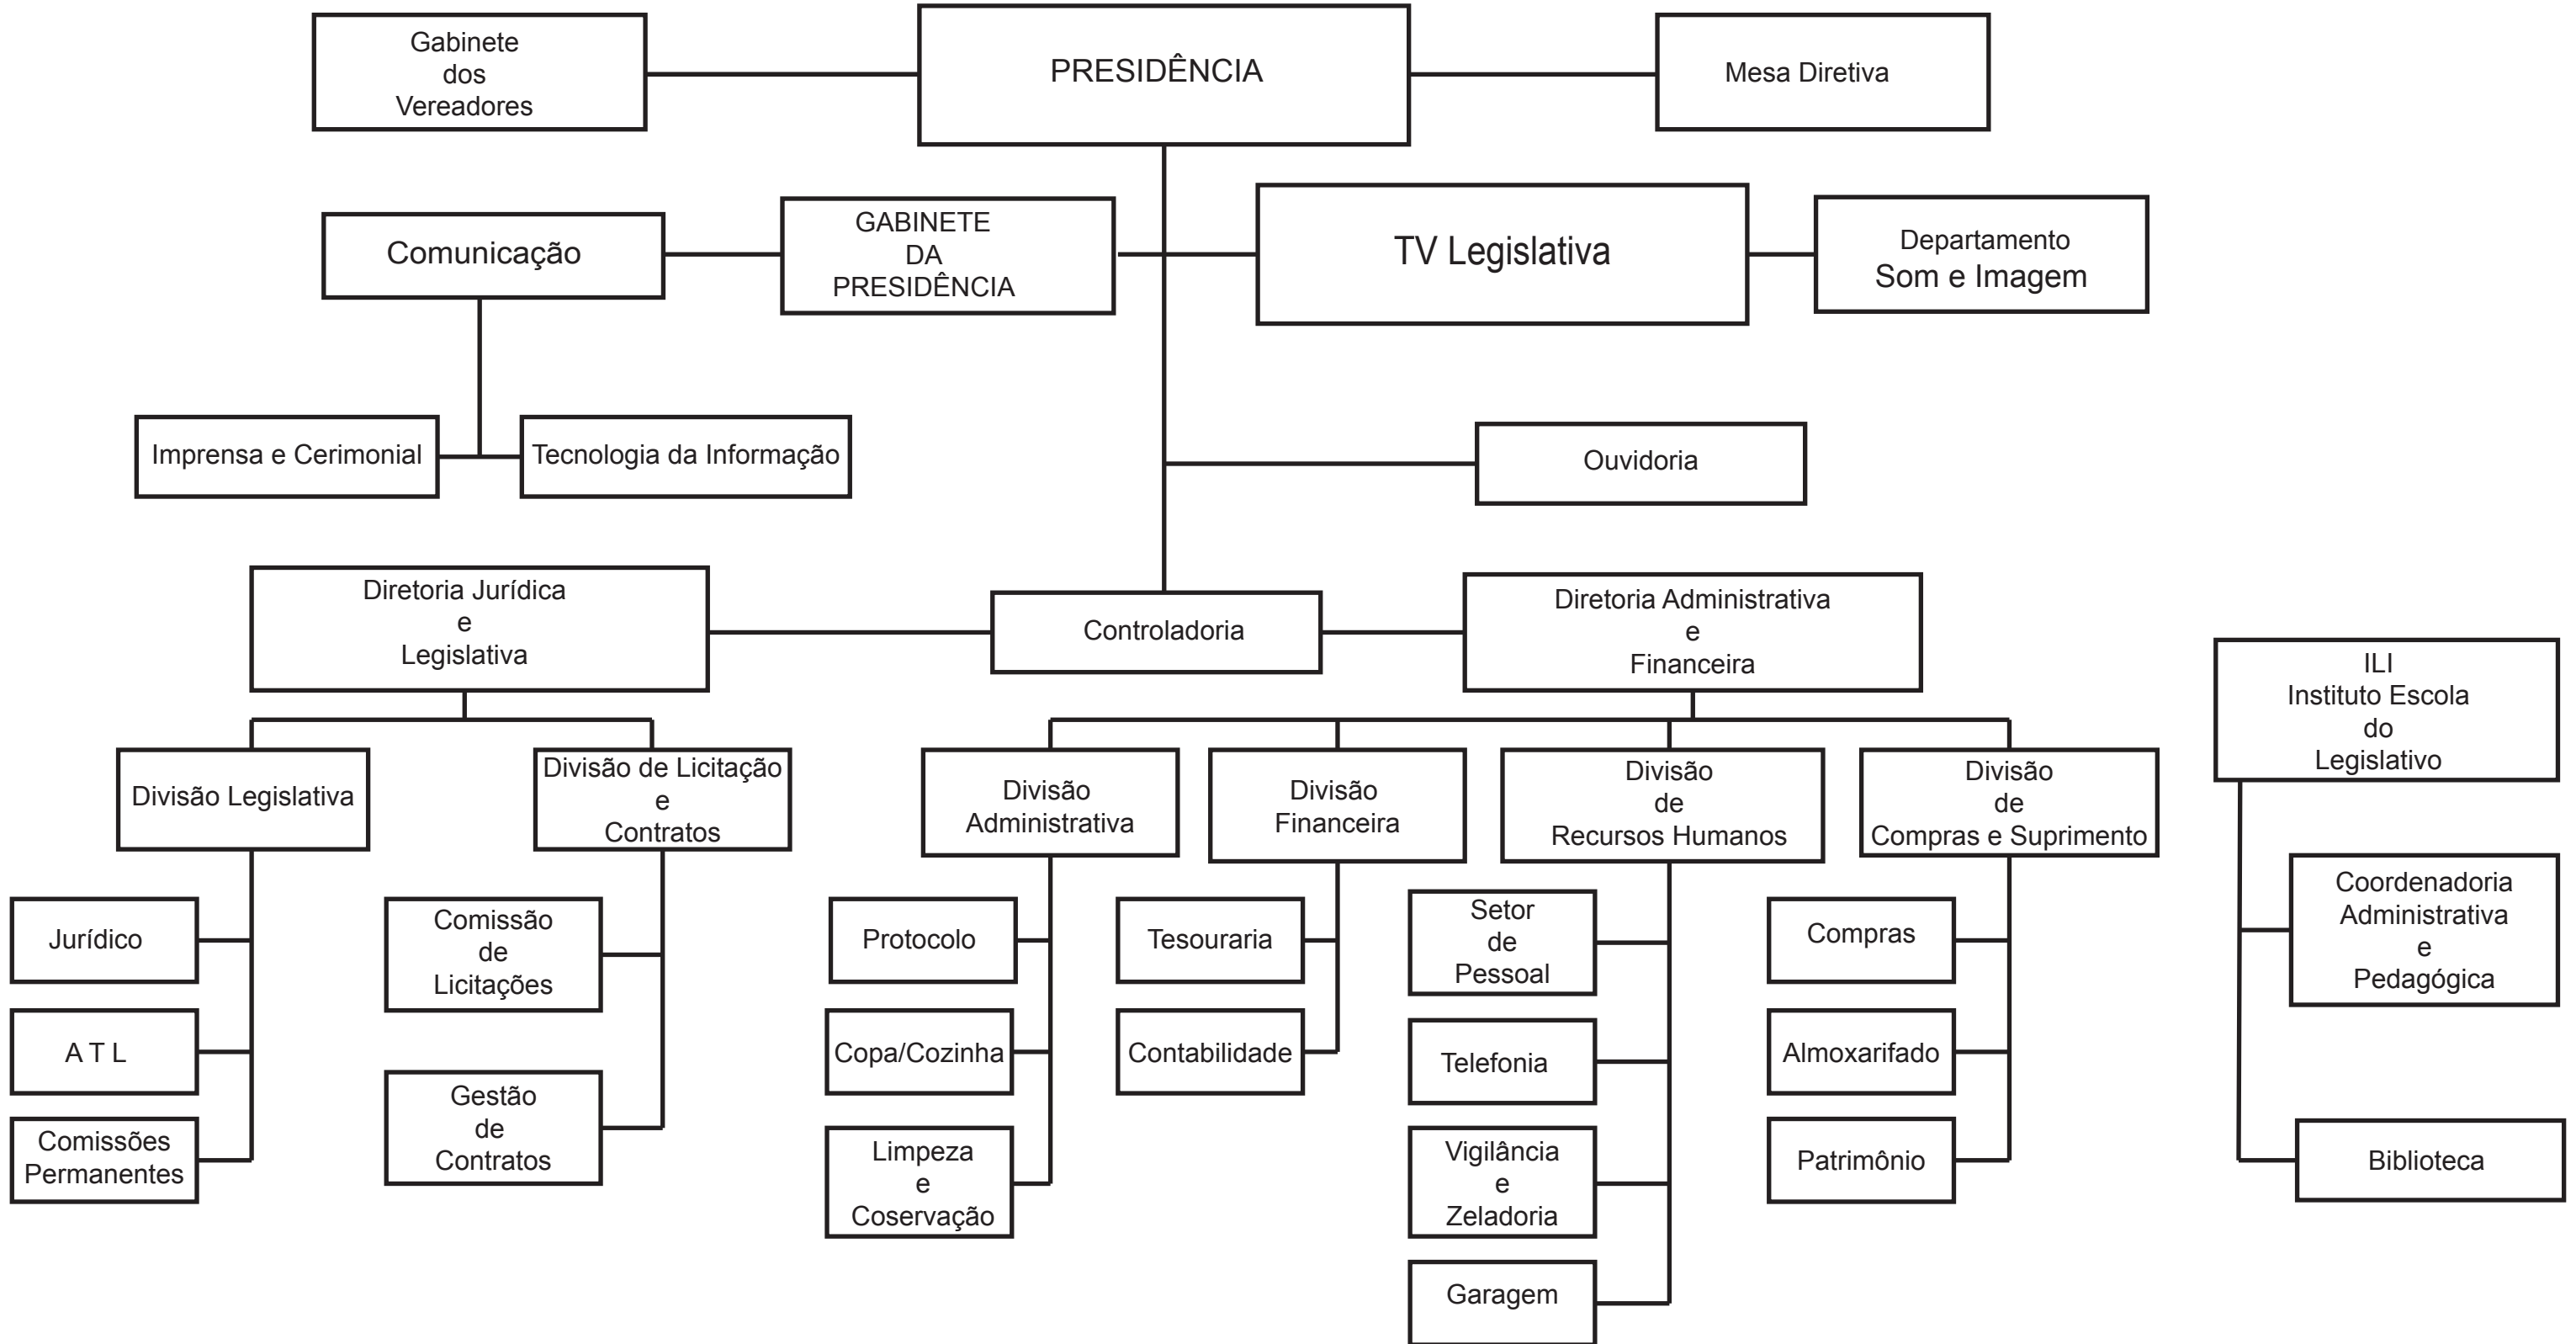 Gabinete
dos
Vereadores
PRESIDÊNCIA
Mesa Diretiva
Comunicação
GABINETE
DA
PRESIDÊNCIA
TV Legislativa
Departamento
Som e Imagem
Imprensa e Cerimonial
Tecnologia da Informação
Ouvidoria
Diretoria Jurídica
e
Legislativa
Controladoria
Diretoria Administrativa
e
Financeira
ILI
Instituto Escola
do
Legislativo
Divisão Legislativa
Divisão de Licitação
e
Contratos
Divisão
Administrativa
Divisão
Financeira
Divisão
de
Recursos Humanos
Divisão
de
Compras e Suprimento
Jurídico
A T L
Comissões
Permanentes
Comissão
de
Licitações
Gestão
de
Contratos
Protocolo
Copa/Cozinha
Limpeza
e
Coservação
Tesouraria
Contabilidade
Setor
de
Pessoal
Telefonia
Vigilância
e
Zeladoria
Garagem
Compras
Almoxarifado
Patrimônio
Coordenadoria
Administrativa
e
Pedagógica
Biblioteca